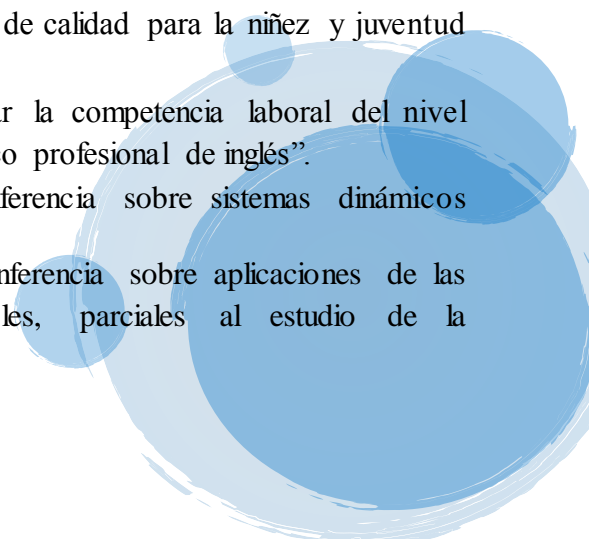 de calidad para la niñez y juventud
ar la competencia laboral del nivel
o profesional de inglés”.
ferencia sobre sistemas dinámicos
nferencia sobre aplicaciones de las
les, parciales al estudio de la